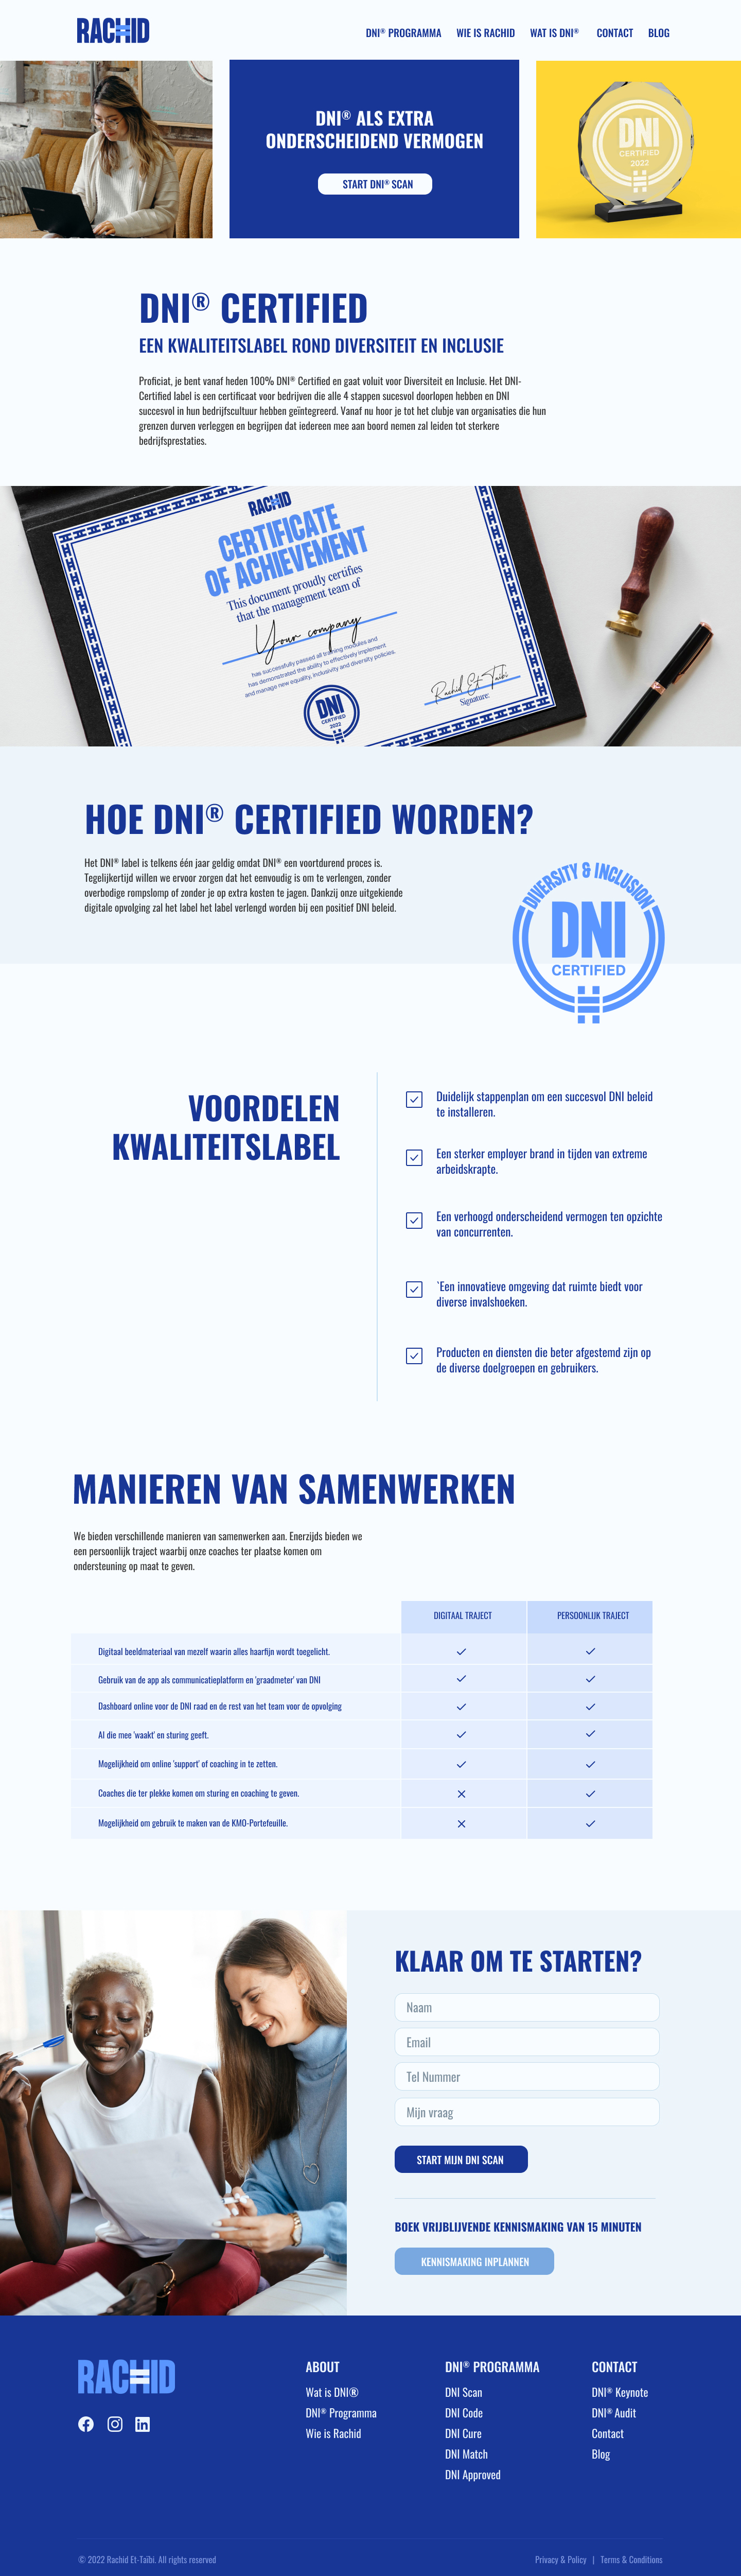 RACHID
DNI® PROGRAMMA WIE IS RACHID WAT IS DNI® CONTACT BLOG
DNI® ALS EXTRA
ONDERSCHEIDEND VERMOGEN
START DNI® SCAN
DNI
CERTIFIED
2022
DNI® CERTIFIED
EEN KWALITEITSLABEL ROND DIVERSITEIT EN INCLUSIE
Proficiat, je bent vanaf heden 100% DNI® Certified en gaat voluit voor Diversiteit en Inclusie. Het DNI-
Certified label is een certificaat voor bedrijven die alle 4 stappen sucesvol doorlopen hebben en DNI
succesvol in hun bedrijfscultuur hebben geïntegreerd. Vanaf nu hoor je tot het clubje van organisaties die hun
grenzen durven verleggen en begrijpen dat iedereen mee aan boord nemen zal leiden tot sterkere
bedrijfsprestaties.
RACHID
CERTIFICATE
OF ACHIEVEMENT
This document proudly certifies
that the management team of
Your company
has successfully passed all training modules and
has demonstrated the ability to effectively implement
and manage new equality, inclusivity and diversity policies.
DNI
CERTIFIED
2022
Rachid Et-Taïbi
Signature:
HOE DNI® CERTIFIED WORDEN?
Het DNI® label is telkens één jaar geldig omdat DNI® een voortdurend proces is.
Tegelijkertijd willen we ervoor zorgen dat het eenvoudig is om te verlengen, zonder
overbodige rompslomp of zonder je op extra kosten te jagen. Dankzij onze uitgekiende
digitale opvolging zal het label het label verlengd worden bij een positief DNI beleid.
DIVERSITY & INCLUSION
DNI
CERTIFIED
VOORDELEN
KWALITEITSLABEL
Duidelijk stappenplan om een succesvol DNI beleid
te installeren.
Een sterker employer brand in tijden van extreme
arbeidskrapte.
Een verhoogd onderscheidend vermogen ten opzichte
van concurrenten.
`Een innovatieve omgeving dat ruimte biedt voor
diverse invalshoeken.
Producten en diensten die beter afgestemd zijn op
de diverse doelgroepen en gebruikers.
MANIEREN VAN SAMENWERKEN
We bieden verschillende manieren van samenwerken aan. Enerzijds bieden we
een persoonlijk traject waarbij onze coaches ter plaatse komen om
ondersteuning op maat te geven.
DIGITAAL TRAJECT PERSOONLIJK TRAJECT
Digitaal beeldmateriaal van mezelf waarin alles haarfijn wordt toegelicht.
Gebruik van de app als communicatieplatform en 'graadmeter' van DNI
Dashboard online voor de DNI raad en de rest van het team voor de opvolging
AI die mee 'waakt' en sturing geeft.
Mogelijkheid om online 'support' of coaching in te zetten.
Coaches die ter plekke komen om sturing en coaching te geven.
Mogelijkheid om gebruik te maken van de KMO-Portefeuille.
KLAAR OM TE STARTEN?
Naam
Email
Tel Nummer
Mijn vraag
START MIJN DNI SCAN
BOEK VRIJBLIJVENDE KENNISMAKING VAN 15 MINUTEN
KENNISMAKING INPLANNEN
RACHID
ABOUT
Wat is DNI®
DNI® Programma
Wie is Rachid
DNI® PROGRAMMA
DNI Scan
DNI Code
DNI Cure
DNI Match
DNI Approved
CONTACT
DNI® Keynote
DNI® Audit
Contact
Blog
© 2022 Rachid Et-Taïbi. All rights reserved
Privacy & Policy | Terms & Conditions